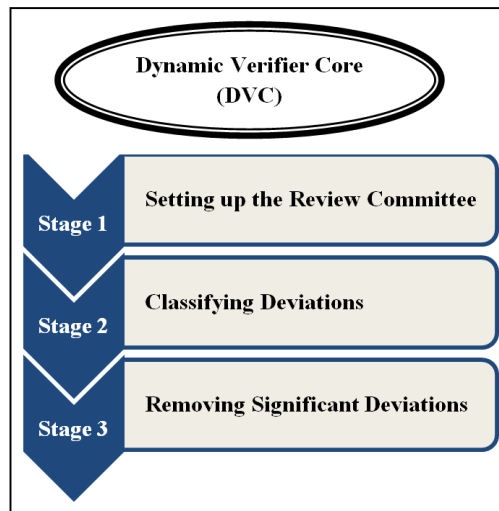 Dynamic Verifier Core
(DVC)
Stage 1
Setting up the Review Committee
Stage 2
Classifying Deviations
Stage 3
Removing Significant Deviations